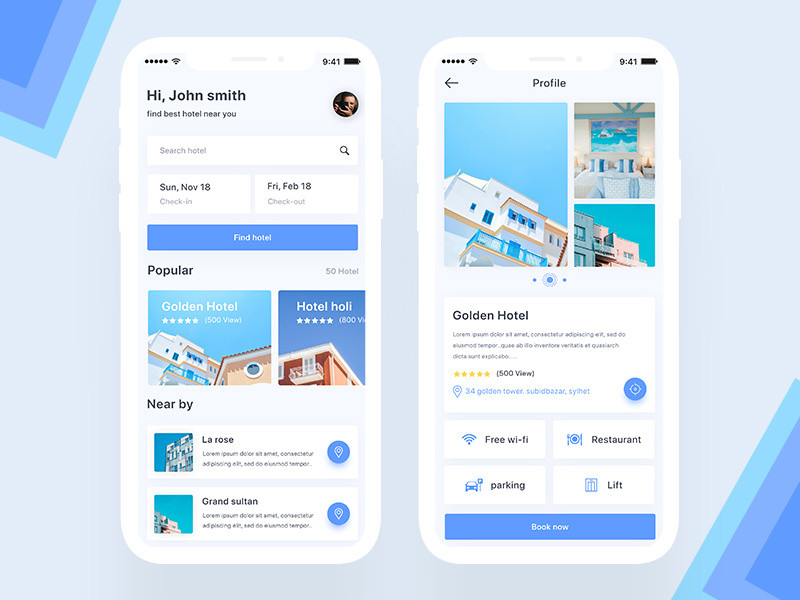 9:41
Hi, John smith
find best hotel near you
Search hotel
Sun, Nov 18
Check-in
Fri, Feb 18
Check-out
Find hotel
Popular
50 Hotel
Golden Hotel
(500 View)
Hotel holi
(800 Vi
Near by
La rose
Lorem ipsum dolor sit amet, consectetur
adipiscing elit, sed do eiusmod tempor..
Grand sultan
Lorem ipsum dolor sit amet, consectetur
adipiscing elit, sed do eiusmod tempor..
9:41
Profile
Golden Hotel
Lorem ipsum dolor sit amet, consectetur adipiscing elit, sed do
eiusmod tempor..quae ab illo inventore veritatis et quasiarch
dicta sunt explicabo.....
(500 View)
34 golden tower. subidbazar, sylhet
Free wi-fi
Restaurant
parking
Lift
Book now